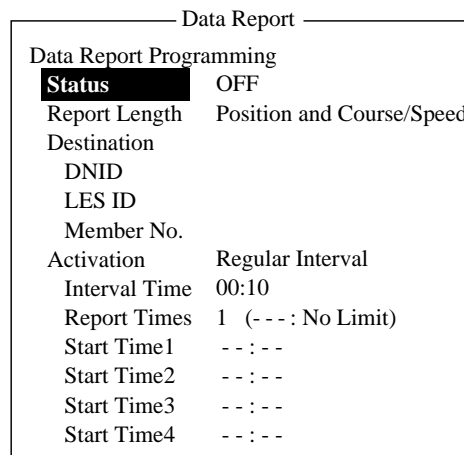 Data Report
Data Report Programming
Status OFF
Report Length Position and Course/Speed
Destination
DNID
LES ID
Member No.
Activation Regular Interval
Interval Time 00:10
Report Times 1 (- - - : No Limit)
Start Time1 - - : - -
Start Time2 - - : - -
Start Time3 - - : - -
Start Time4 - - : - -